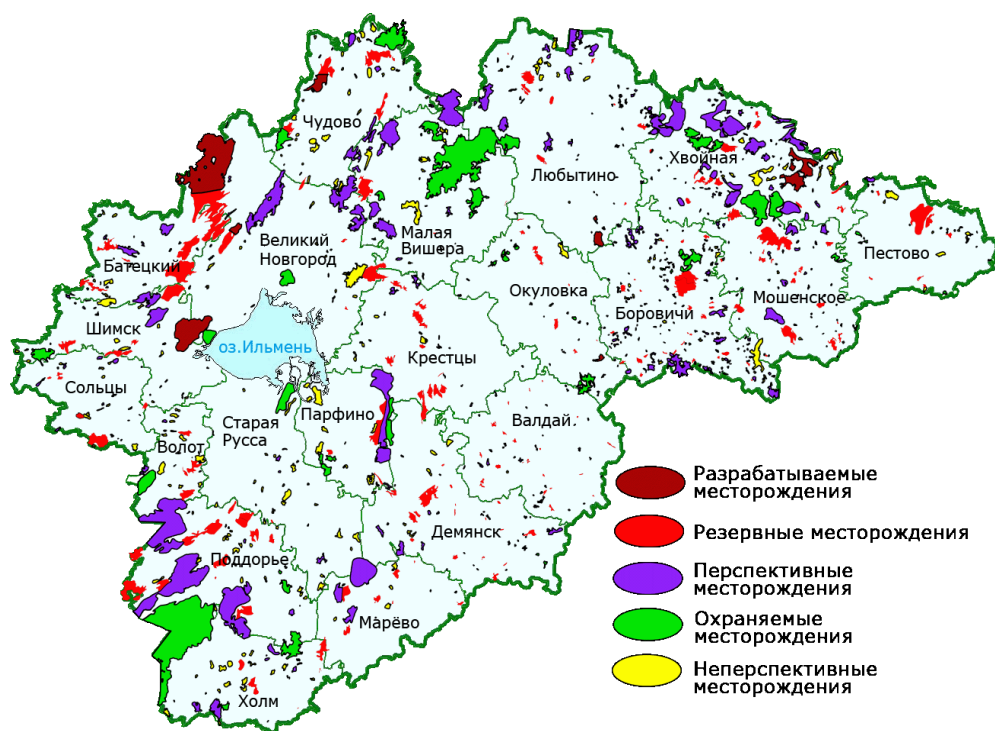 Чудово
Хвойная
Любытино
Малая
Вишера
Великий
Новгород
Пестово
Батецкий
Окуловка
Мошенское
Боровичи
Шимск
оз.Ильмень
Крестцы
Сольцы
Старая
Русса
Парфино
Валдай
Волот
Демянск
Поддорье
Марёво
Холм
Разрабатываемые
месторождения
Резервные месторождения
Перспективные
месторождения
Охраняемые
месторождения
Неперспективные
месторождения